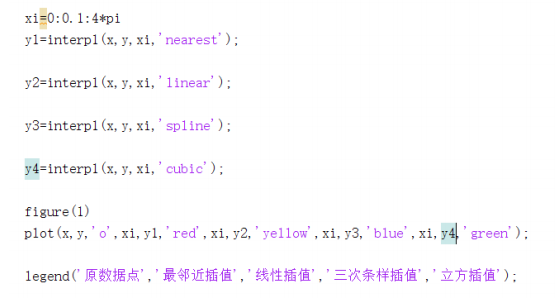 xi=0:0.1:4*pi
y1=interp1(x,y,xi,'nearest');
y2=interp1(x,y,xi,'linear');
y3=interp1(x,y,xi,'spline');
y4=interp1(x,y,xi,'cubic');
figure(1)
plot(x,y,'o',xi,y1,'red',xi,y2,'yellow',xi,y3,'blue',xi,y4,'green');
legend('原数据点','最邻近插值','线性插值','三次条样插值','立方插值');